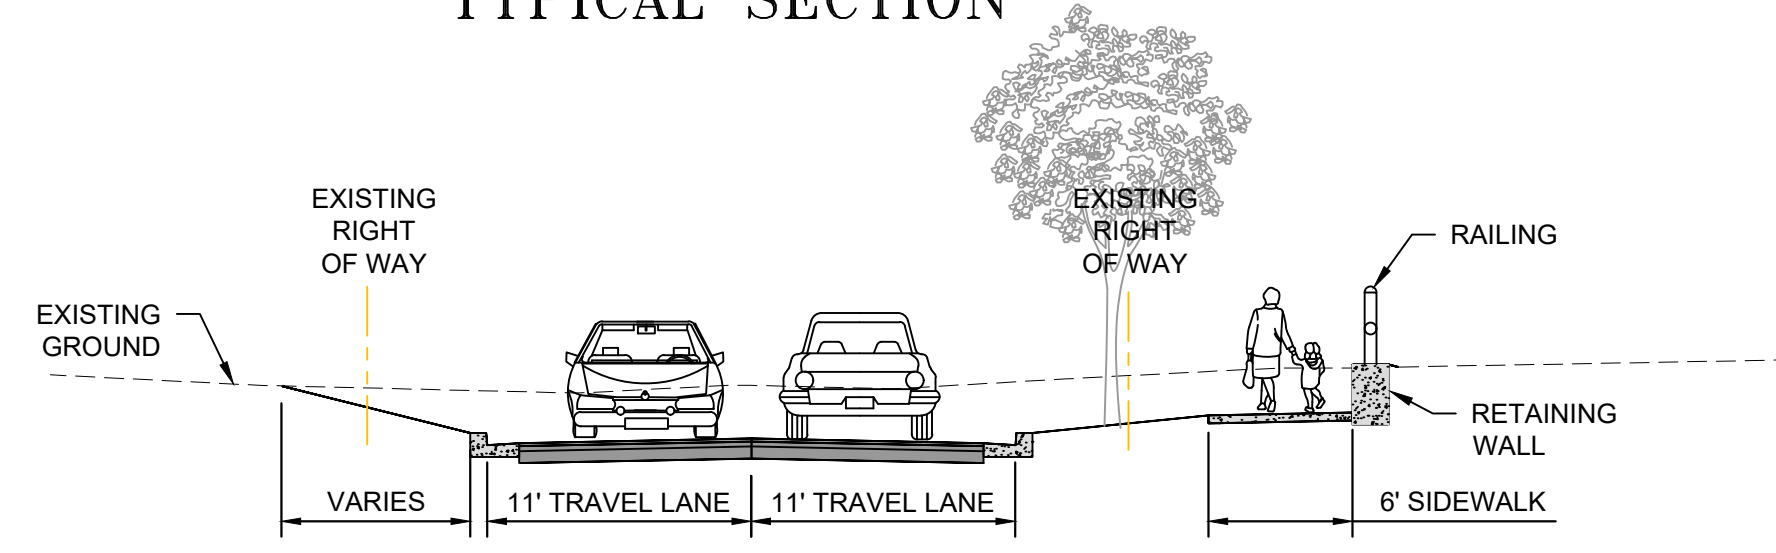 TYPICAL SECTION
EXISTING
RIGHT
OF WAY
EXISTING
RIGHT
OF WAY
RAILING
EXISTING
GROUND
RETAINING
WALL
VARIES
11' TRAVEL LANE
11' TRAVEL LANE
6' SIDEWALK